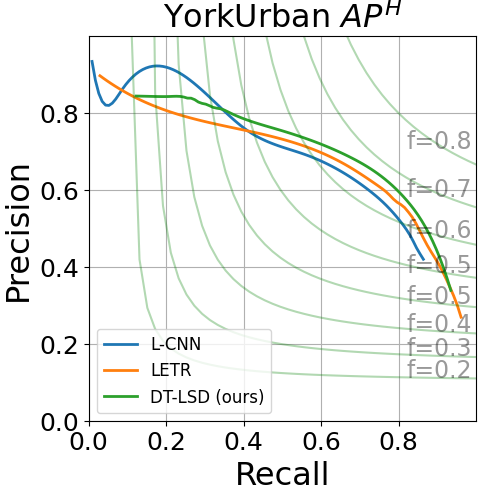 YorkUrban AP^H
Precision
0.8
0.6
0.4
0.2
0.0
f=0.8
f=0.7
f=0.6
f=0.5
f=0.5
f=0.4
f=0.3
f=0.2
L-CNN
LETR
DT-LSD (ours)
0.0 0.2 0.4 0.6 0.8
Recall